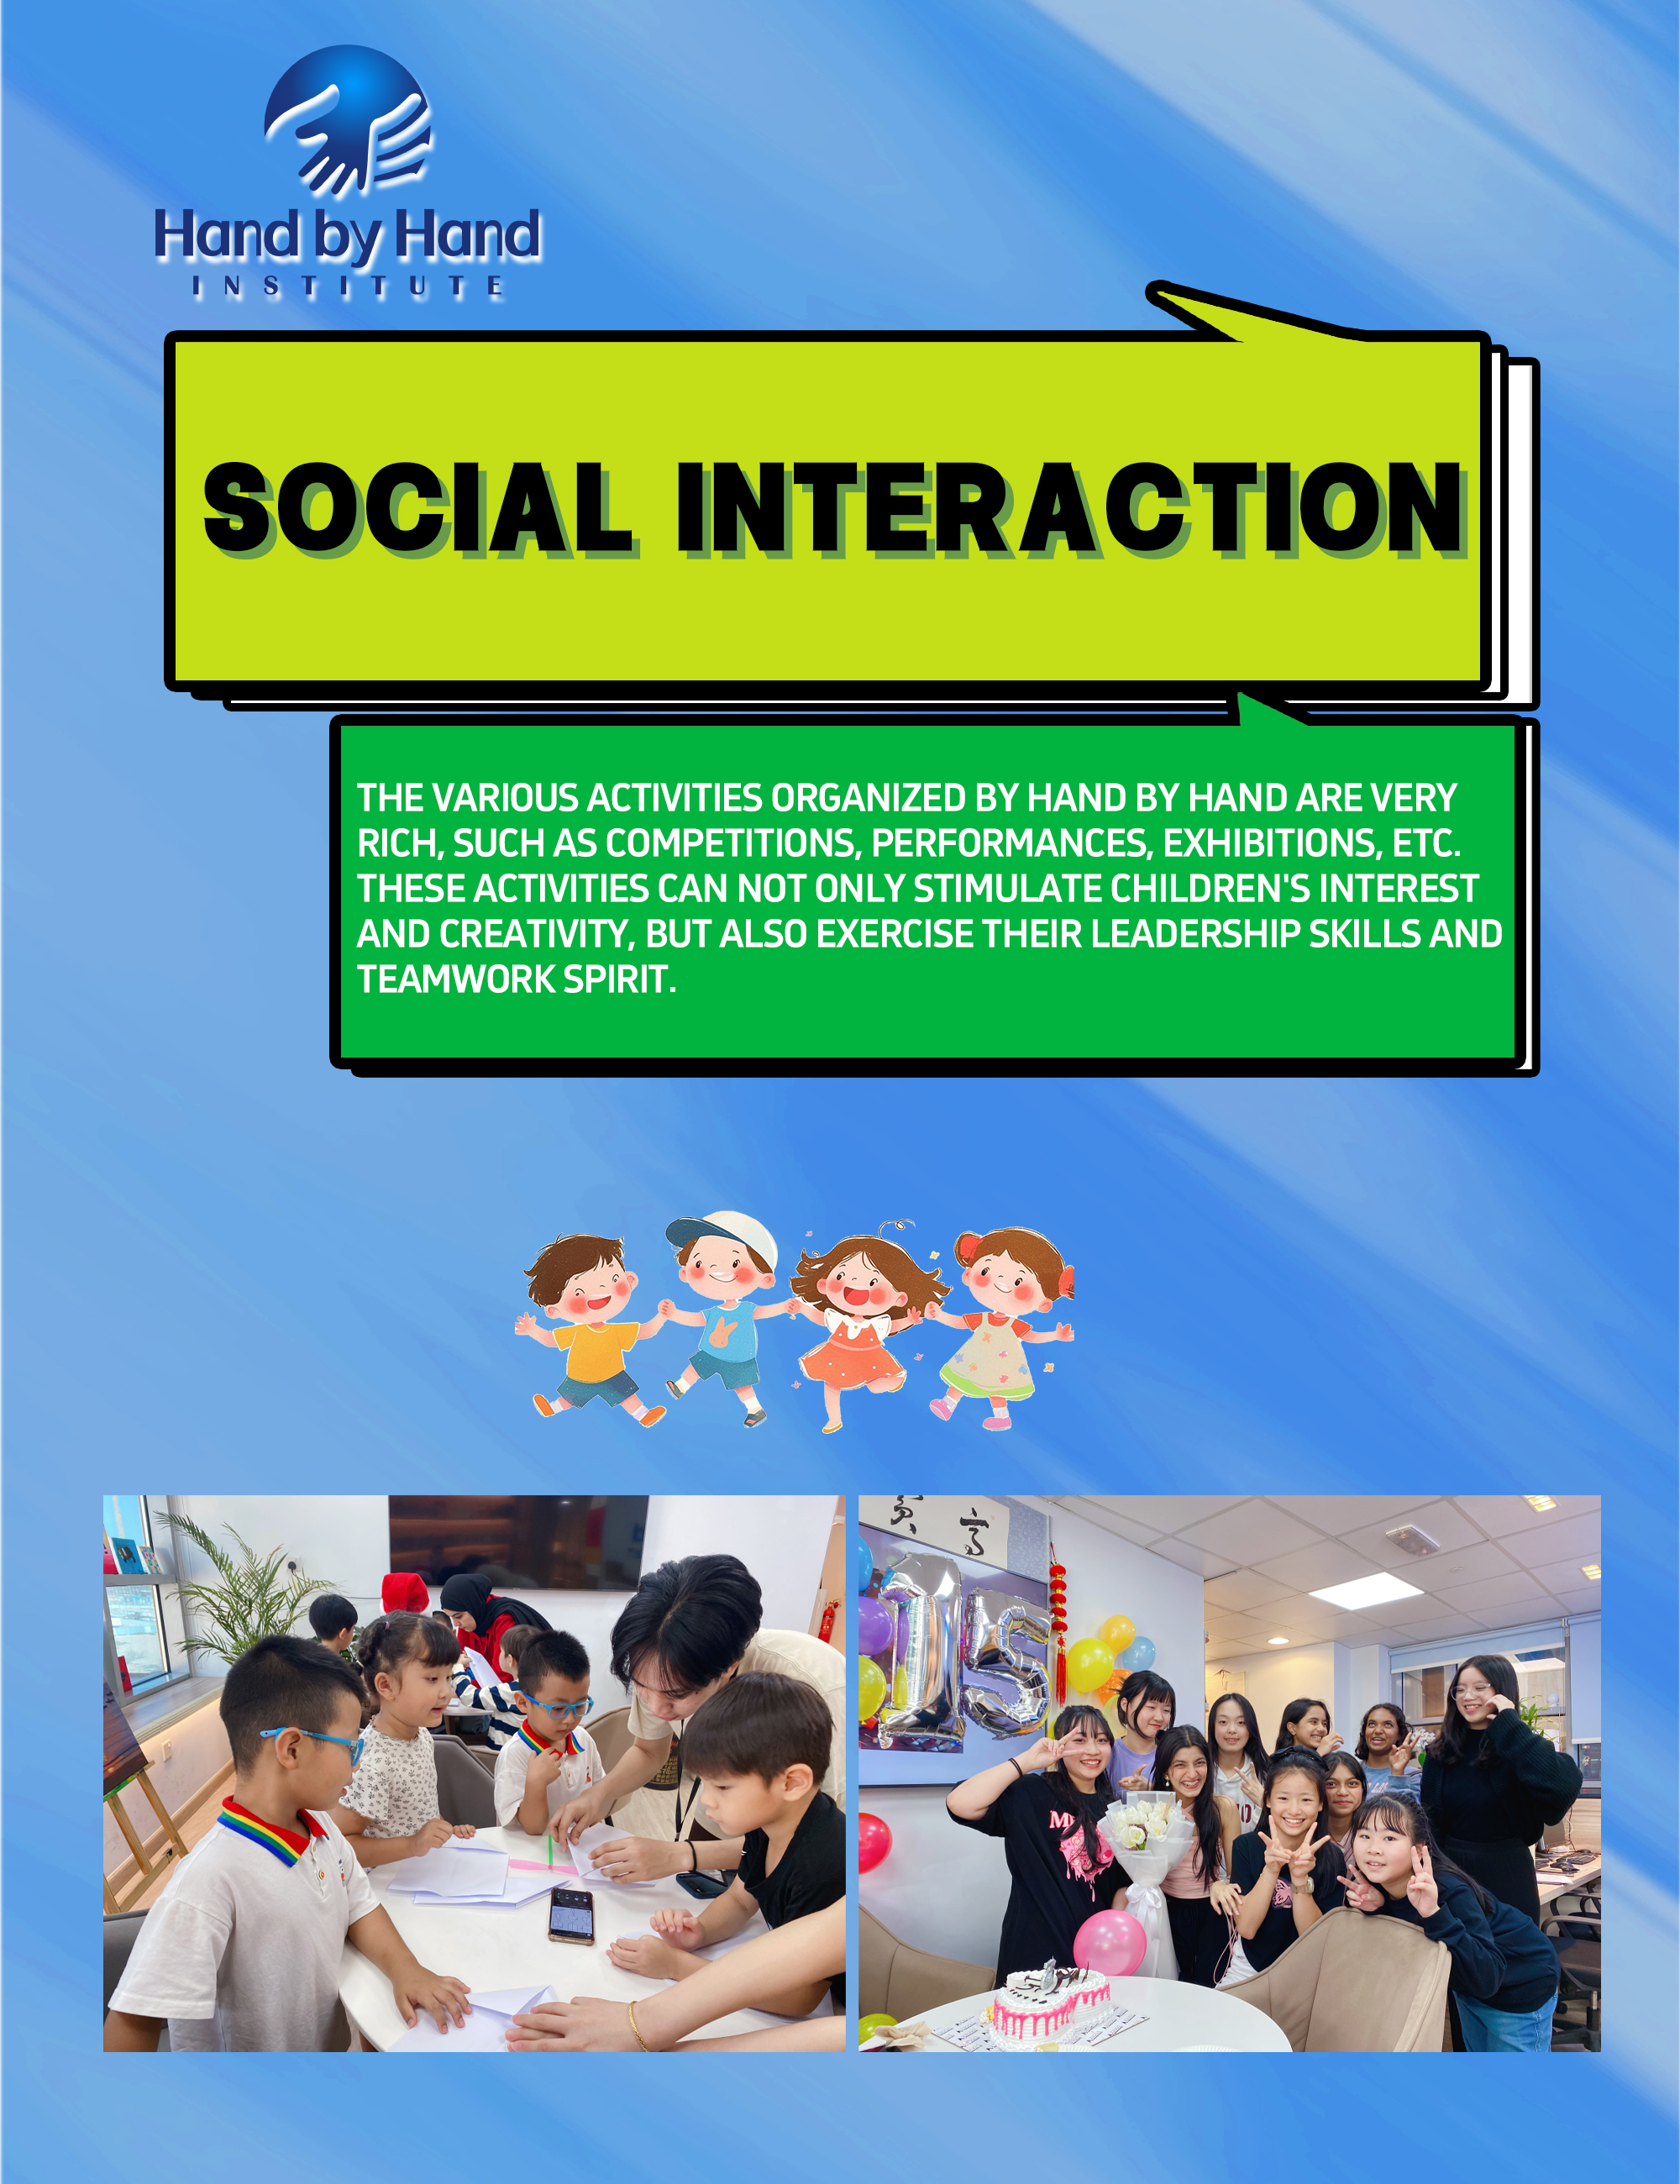 Hand by Hand
INSTITUTE
SOCIAL INTERACTION
THE VARIOUS ACTIVITIES ORGANIZED BY HAND BY HAND ARE VERY
RICH, SUCH AS COMPETITIONS, PERFORMANCES, EXHIBITIONS, ETC.
THESE ACTIVITIES CAN NOT ONLY STIMULATE CHILDREN'S INTEREST
AND CREATIVITY, BUT ALSO EXERCISE THEIR LEADERSHIP SKILLS AND
TEAMWORK SPIRIT.
15